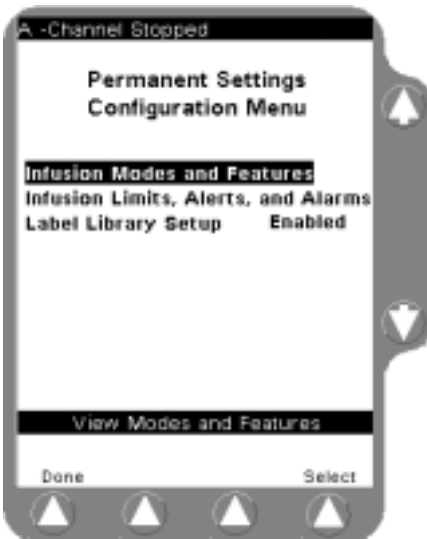 A -Channel Stopped
Permanent Settings
Configuration Menu
Infusion Modes and Features
Infusion Limits, Alerts, and Alarms
Label Library Setup Enabled
View Modes and Features
Done Select